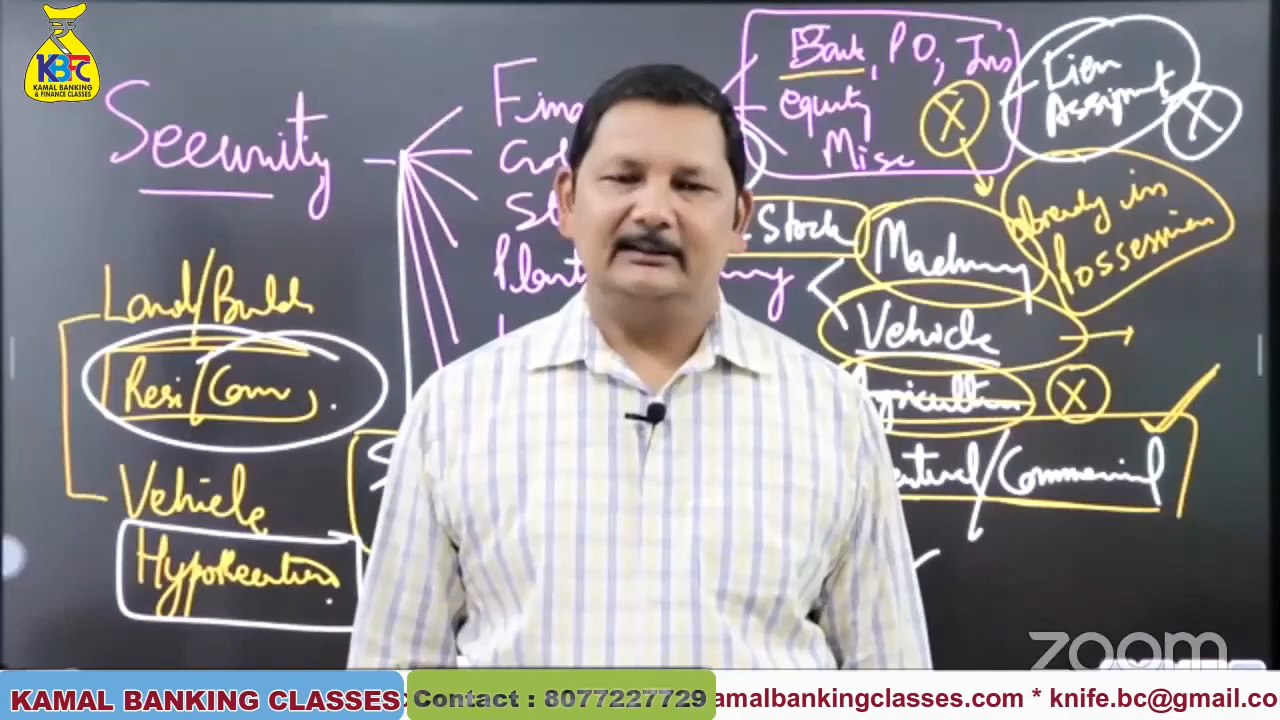 KBFC
KAMAL BANKING
& FINANCE CLASSES
Security
Bank, PO, Ins
equity
Misc
X
Lien
Assignment
X
Stock
Machinery
already in
Possession
Vehicle
Agriculture
X
/Commercial
Land/Build
Resi/Com
Vehicle
Hypothecation
zoom
KAMAL BANKING CLASSES
Contact : 8077227729
amalbankingclasses.com * knife.bc@gmail.co